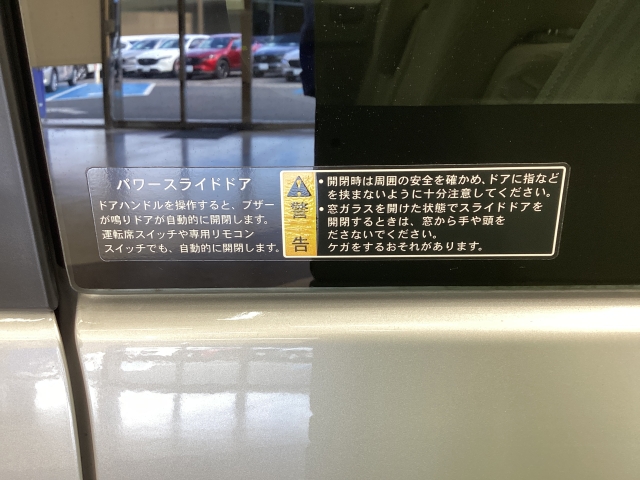 パワースライドドア
ドアハンドルを操作すると、ブザー
が鳴りドアが自動的に開閉します。
運転席スイッチや専用リモコン
スイッチでも、自動的に開閉します。
警告
・開閉時は周囲の安全を確かめ、ドアに指など
を挟まないように十分注意してください。
・窓ガラスを開けた状態でスライドドアを
開閉するときは、窓から手や頭を
ださないでください。
ケガをするおそれがあります。